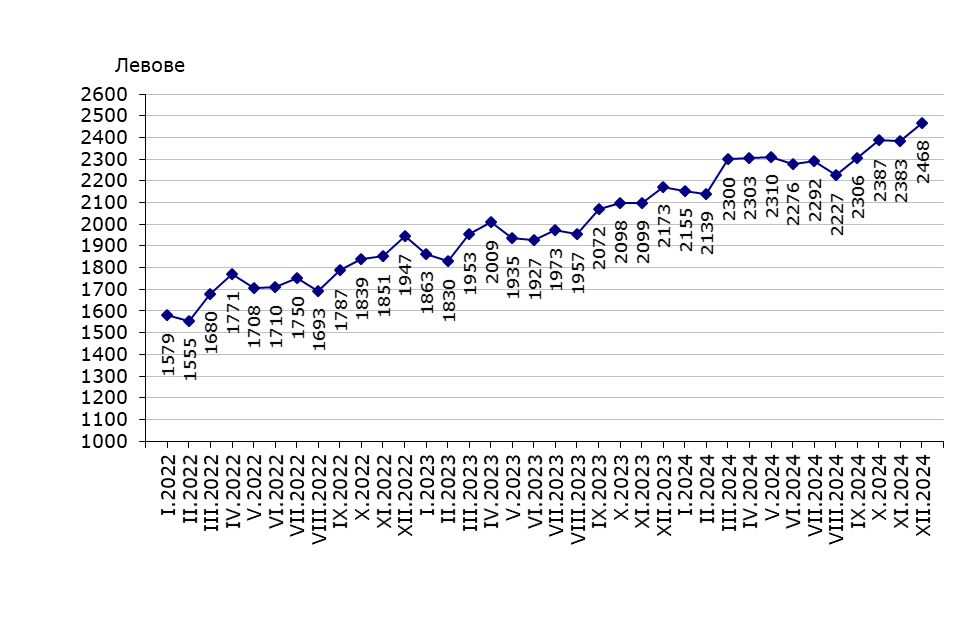 Левове
2600
2500
2400
2300
2200
2100
2000
1900
1800
1700
1600
1500
1400
1300
1200
1100
1000
1579
1555
1680
1771
1708
1710
1750
1693
1787
1839
1851
1947
1863
1830
1953
2009
1935
1927
1973
1957
2072
2098
2099
2173
2155
2139
2300
2303
2310
2276
2292
2227
2306
2387
2383
2468
I.2022
II.2022
III.2022
IV.2022
V.2022
VI.2022
VII.2022
VIII.2022
IX.2022
X.2022
XI.2022
XII.2022
I.2023
II.2023
III.2023
IV.2023
V.2023
VI.2023
VII.2023
VIII.2023
IX.2023
X.2023
XI.2023
XII.2023
I.2024
II.2024
III.2024
IV.2024
V.2024
VI.2024
VII.2024
VIII.2024
IX.2024
X.2024
XI.2024
XII.2024